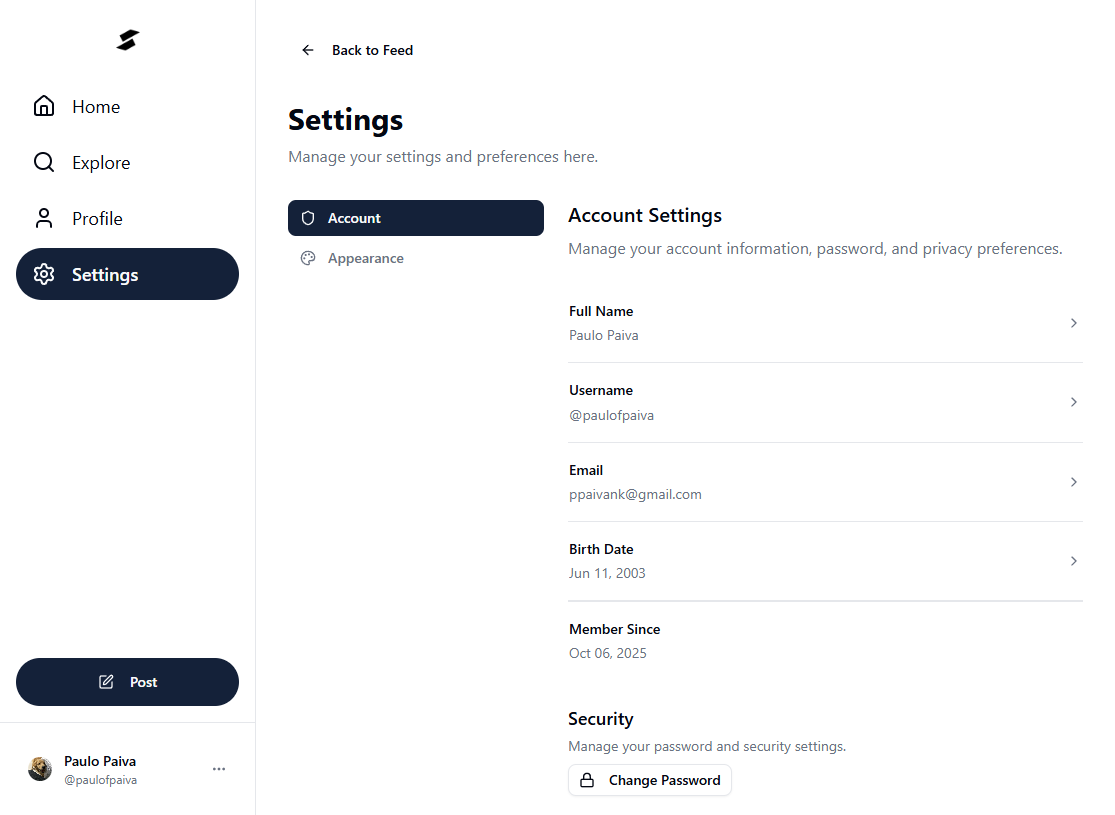 Home
Explore
Profile
Settings
Post
Paulo Paiva
@paulofpaiva
Back to Feed
Settings
Manage your settings and preferences here.
Account
Appearance
Account Settings
Manage your account information, password, and privacy preferences.
Full Name
Paulo Paiva
Username
@paulofpaiva
Email
ppaivank@gmail.com
Birth Date
Jun 11, 2003
Member Since
Oct 06, 2025
Security
Manage your password and security settings.
Change Password